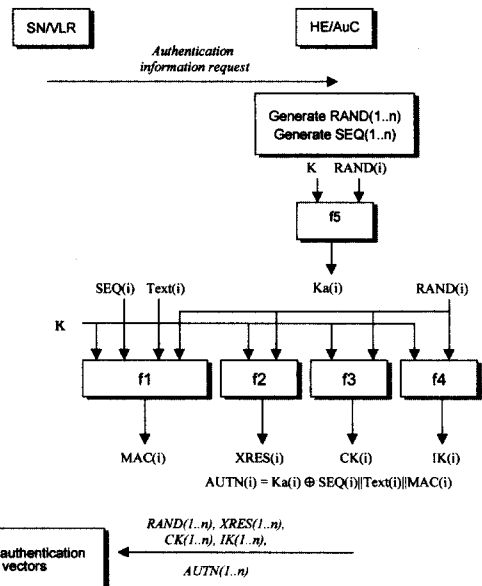 SN/VLR
HE/AuC
Authentication
information request
Generate RAND(1..n)
Generate SEQ(1..n)
K RAND(i)
f5
SEQ(i) Text(i) Ka(i) RAND(i)
K
f1 f2 f3 f4
MAC(i) XRES(i) CK(i) IK(i)
AUTN(i) = Ka(i) ⊕ SEQ(i)||Text(i)||MAC(i)
RAND(1..n), XRES(1..n),
CK(1..n), IK(1..n),
AUTN(1..n)
authentication
vectors